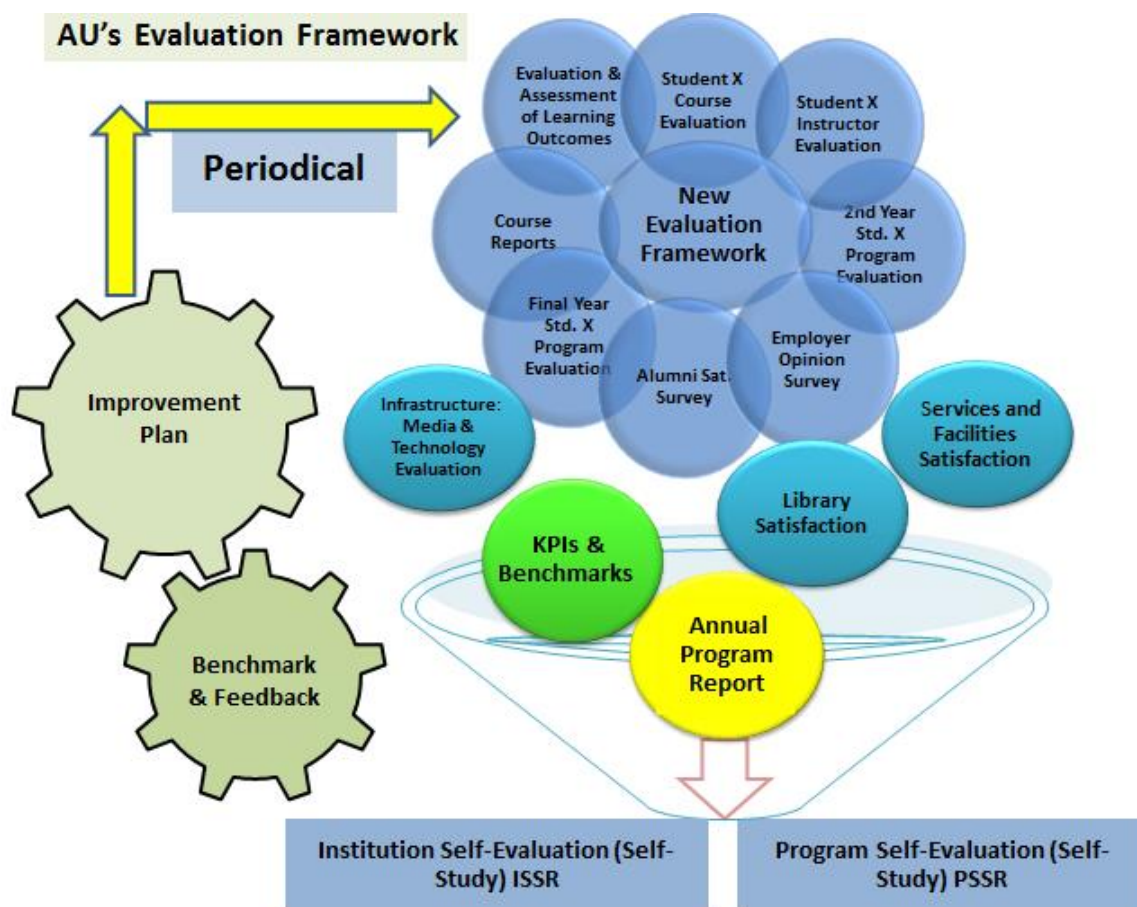 AU's Evaluation Framework
Periodical
Evaluation &
Assessment
of Learning
Outcomes
Student X
Course
Evaluation
Student X
Instructor
Evaluation
Course
Reports
New
Evaluation
Framework
2nd Year
Std. X
Program
Evaluation
Final Year
Std. X
Program
Evaluation
Alumni Sat.
Survey
Employer
Opinion
Survey
Improvement
Plan
Infrastructure:
Media &
Technology
Evaluation
Services and
Facilities
Satisfaction
Library
Satisfaction
KPIs &
Benchmarks
Annual
Program
Report
Benchmark
& Feedback
Institution Self-Evaluation (Self-
Study) ISSR
Program Self-Evaluation (Self-
Study) PSSR